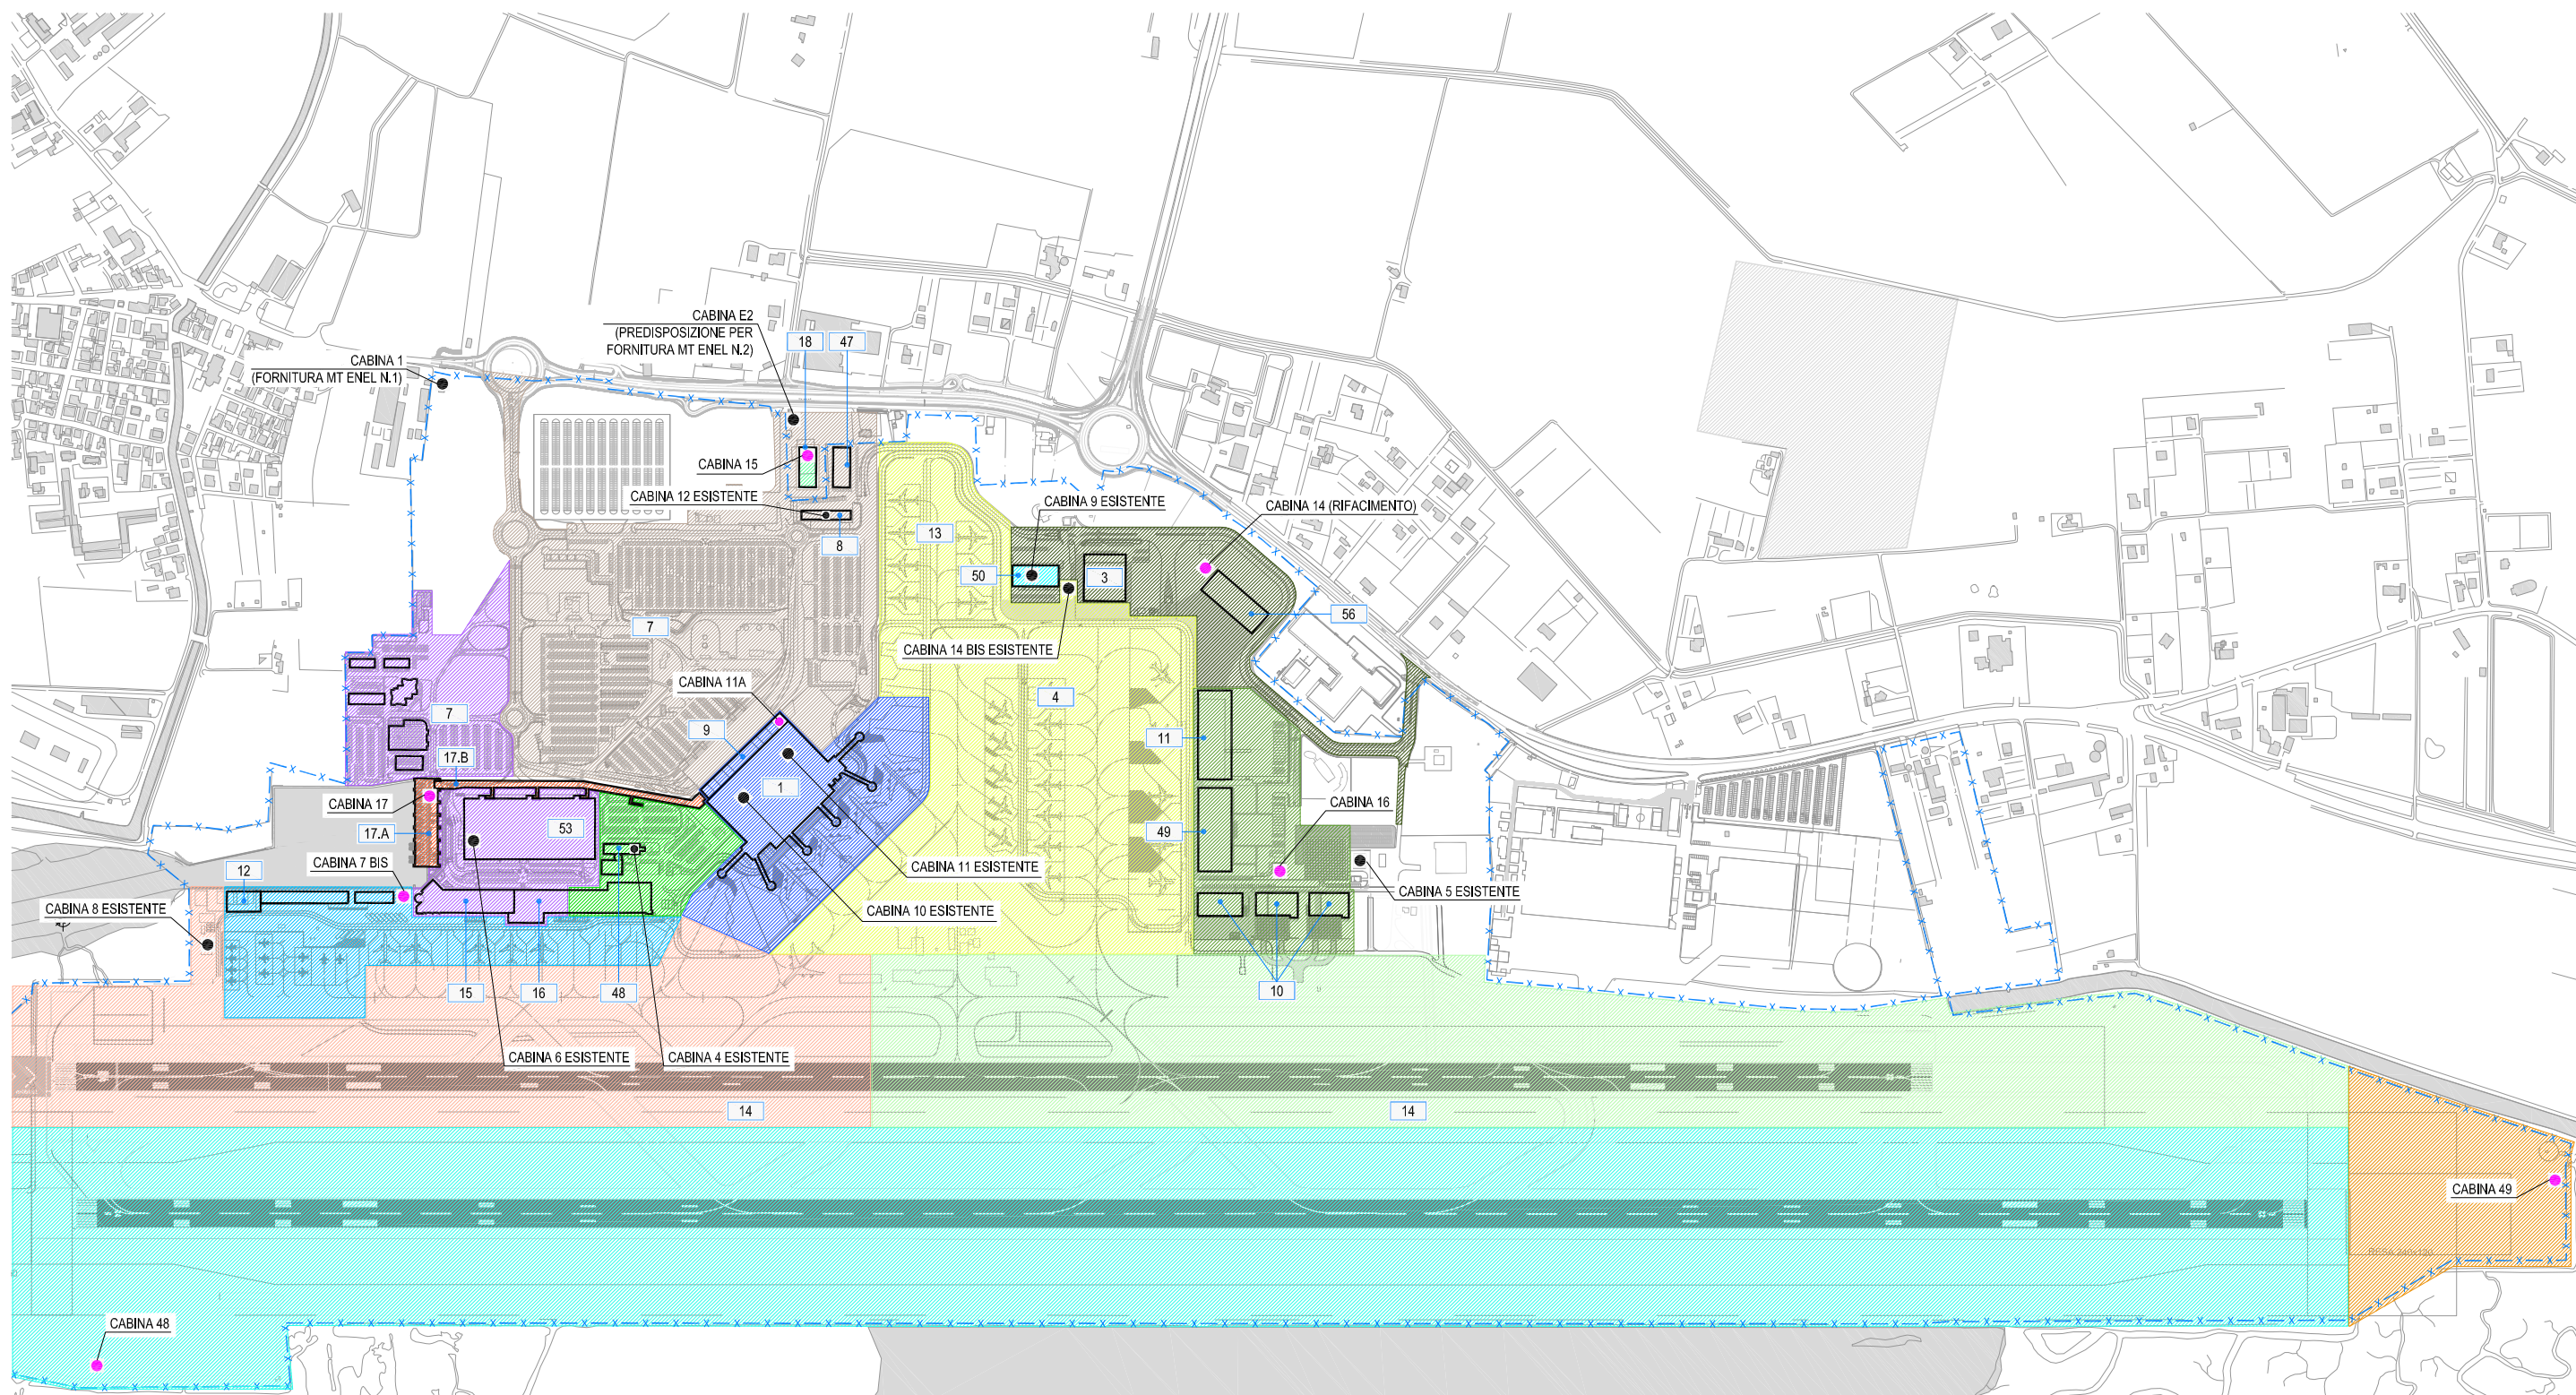 CABINA E2
(PREDISPOSIZIONE PER
FORNITURA MT ENEL N.2)
18
47
CABINA 1
(FORNITURA MT ENEL N.1)
CABINA 15
CABINA 12 ESISTENTE
8
13
CABINA 9 ESISTENTE
CABINA 14 (RIFACIMENTO)
50
3
56
7
CABINA 14 BIS ESISTENTE
CABINA 11A
4
7
9
11
17.B
1
CABINA 17
CABINA 16
17.A
53
49
CABINA 7 BIS
12
CABINA 11 ESISTENTE
CABINA 5 ESISTENTE
CABINA 8 ESISTENTE
CABINA 10 ESISTENTE
15
16
48
10
CABINA 6 ESISTENTE
CABINA 4 ESISTENTE
14
14
CABINA 49
RESA 240x120
CABINA 48